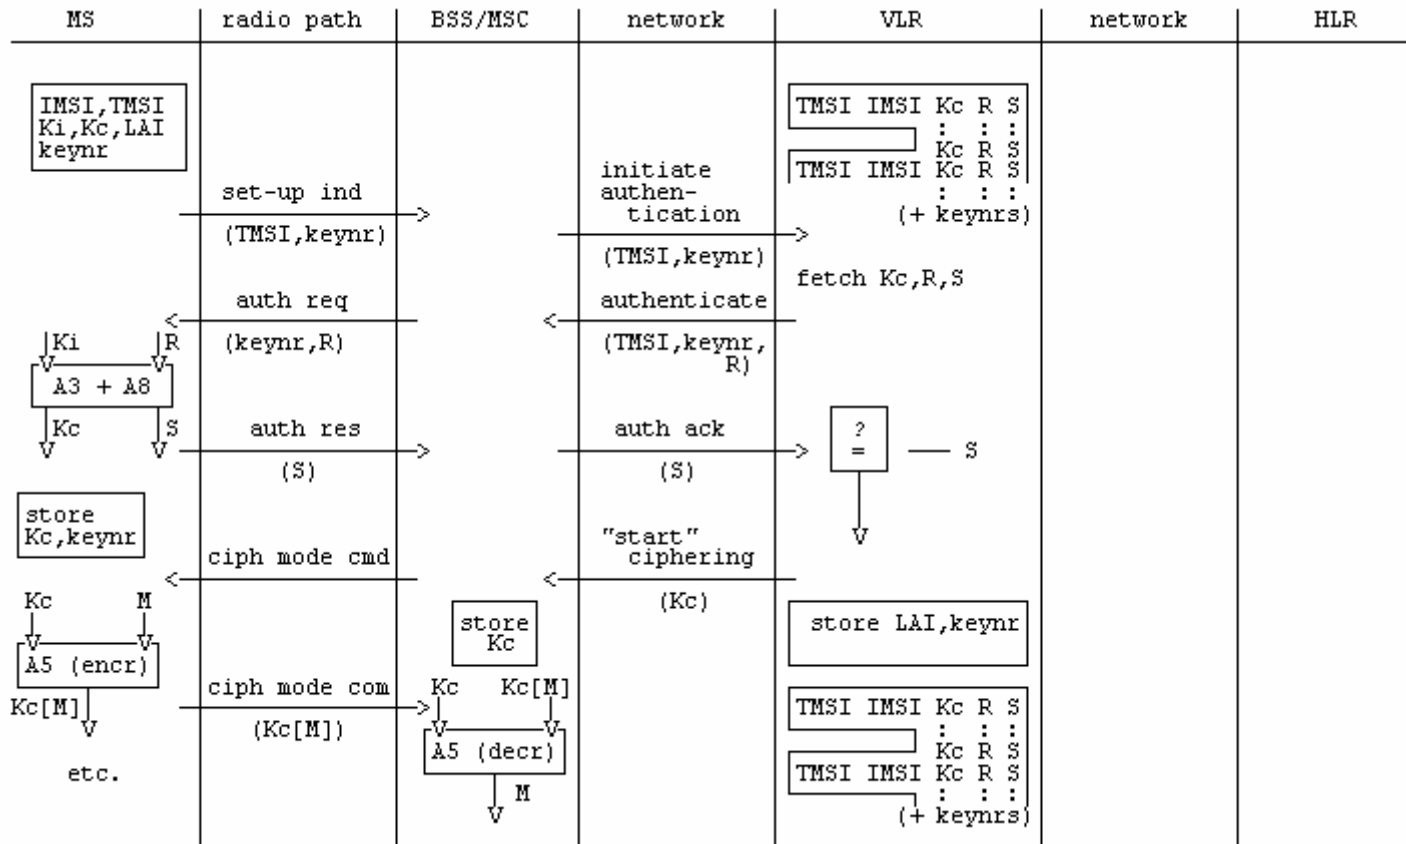 MS radio path BSS/MSC network VLR network HLR
IMSI,TMSI
Ki,Kc,LAI
keynr
TMSI IMSI Kc R S
: : :
Kc R S
TMSI IMSI Kc R S
: : :
(+ keynrs)
set-up ind
(TMSI,keynr)
initiate
authen-
tication
(TMSI,keynr)
fetch Kc,R,S
auth req
(keynr,R)
authenticate
(TMSI,keynr,
R)
Ki R
A3 + A8
Kc S
auth res
(S)
auth ack
(S)
?
=
S
store
Kc,keynr
ciph mode cmd
"start"
ciphering
(Kc)
Kc M
A5 (encr)
Kc[M]
etc.
store
Kc
store LAI,keynr
ciph mode com
(Kc[M])
Kc Kc[M]
A5 (decr)
M
TMSI IMSI Kc R S
: : :
Kc R S
TMSI IMSI Kc R S
: : :
(+ keynrs)